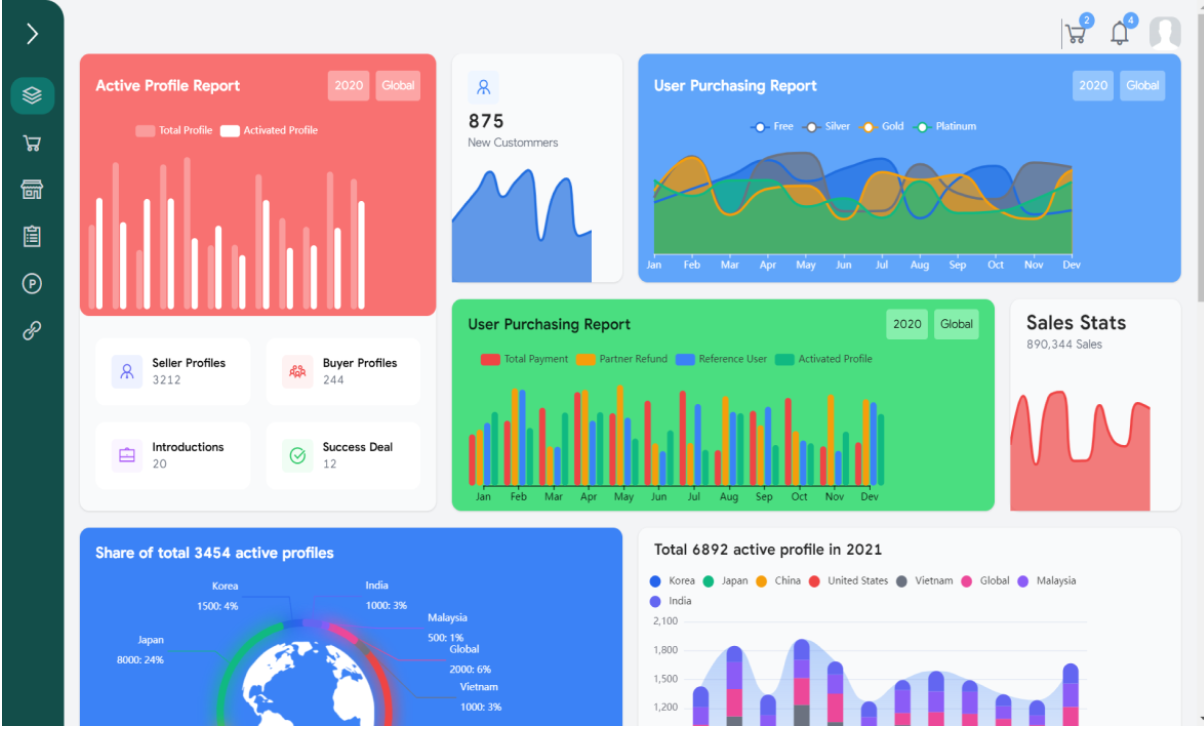 2
4
P
Active Profile Report
2020
Global
Total Profile
Activated Profile
875
New Custommers
User Purchasing Report
2020
Global
Free
Silver
Gold
Platinum
Jan Feb Mar Apr May Jun Jul Aug Sep Oct Nov Dev
Seller Profiles
3212
Buyer Profiles
244
Introductions
20
Success Deal
12
User Purchasing Report
2020
Global
Total Payment
Partner Refund
Reference User
Activated Profile
Jan Feb Mar Apr May Jun Jul Aug Sep Oct Nov Dev
Sales Stats
890,344 Sales
Share of total 3454 active profiles
Korea
1500: 4%
India
1000: 3%
Malaysia
500: 1%
Japan
8000: 24%
Global
2000: 6%
Vietnam
1000: 3%
Total 6892 active profile in 2021
Korea
Japan
China
United States
Vietnam
Global
Malaysia
India
2,100
1,800
1,500
1,200